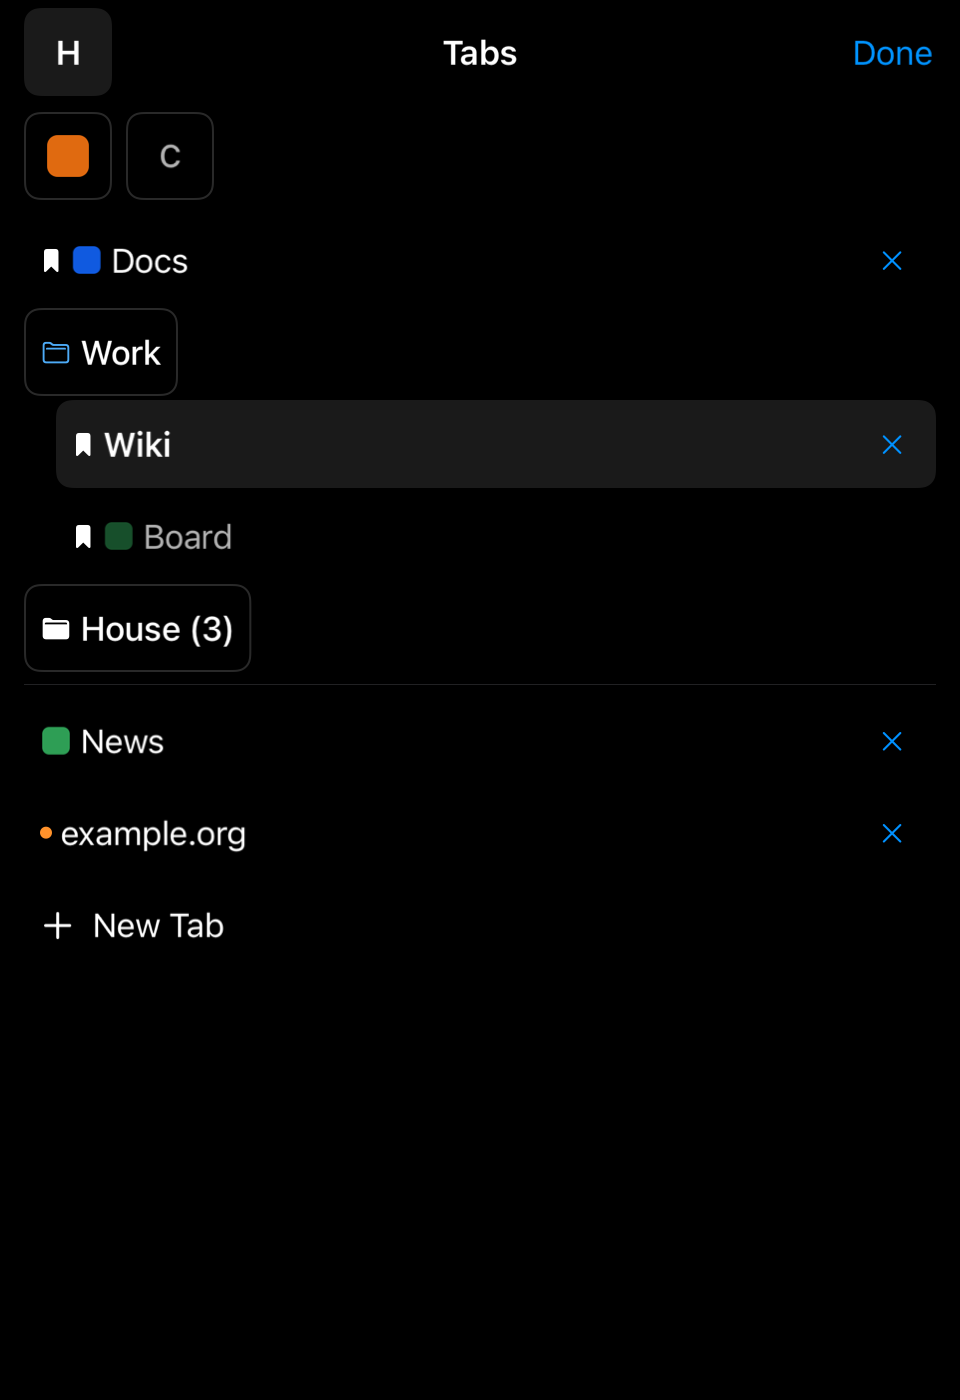 H Tabs Done
C
Docs
Work
Wiki
Board
House (3)
News
example.org
New Tab